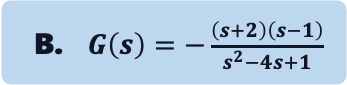 B. G(s) = − (s+2)(s−1) / s²−4s+1